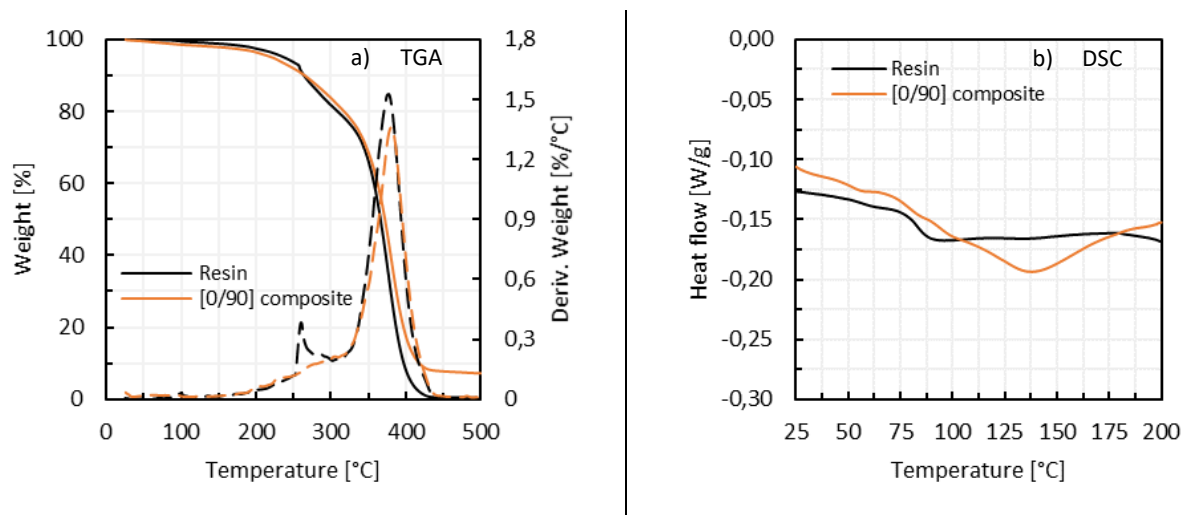 a) TGA
100
80
60
40
20
0
Weight [%]
1,8
1,5
1,2
0,9
0,6
0,3
0
Deriv. Weight [%/°C]
Resin
[0/90] composite
0 100 200 300 400 500
Temperature [°C]
b) DSC
0,00
-0,05
-0,10
-0,15
-0,20
-0,25
-0,30
Heat flow [W/g]
Resin
[0/90] composite
25 50 75 100 125 150 175 200
Temperature [°C]